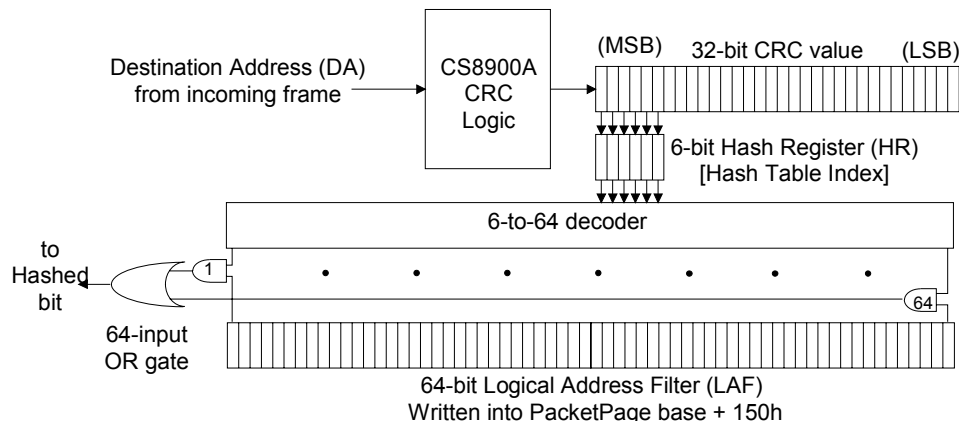 (MSB) 32-bit CRC value (LSB)
Destination Address (DA)
from incoming frame
CS8900A
CRC
Logic
6-bit Hash Register (HR)
[Hash Table Index]
6-to-64 decoder
to
Hashed
bit
1
64
64-input
OR gate
64-bit Logical Address Filter (LAF)
Written into PacketPage base + 150h